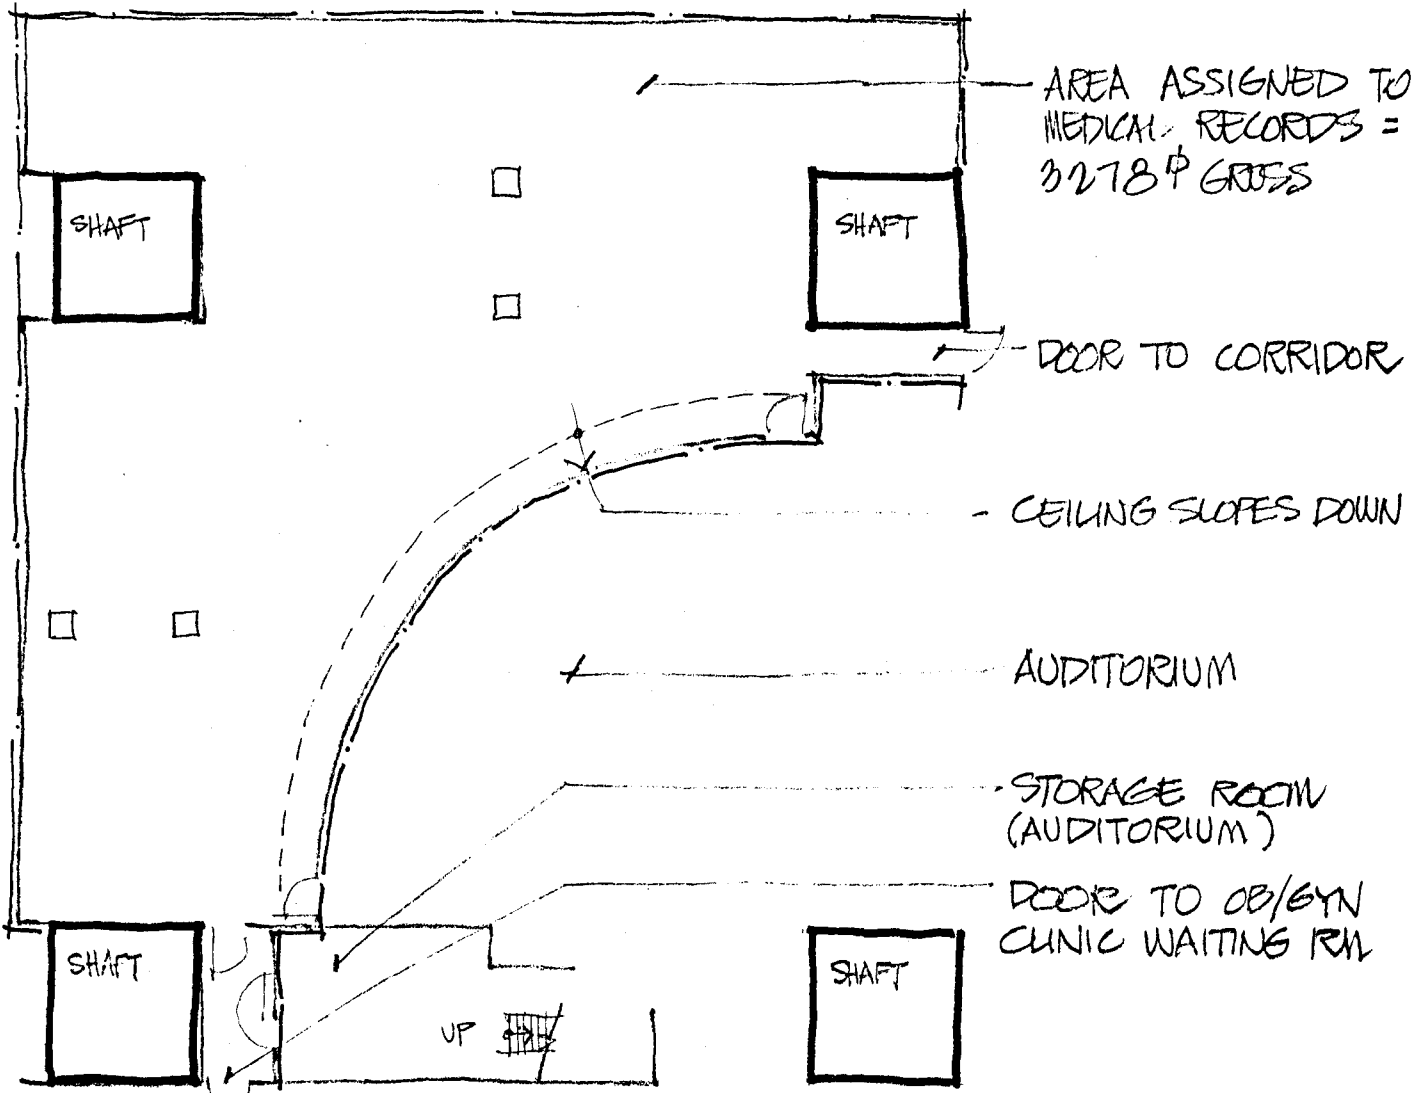 AREA ASSIGNED TO
MEDICAL RECORDS =
3278⌀ GROSS
SHAFT
SHAFT
DOOR TO CORRIDOR
CEILING SLOPES DOWN
AUDITORIUM
STORAGE ROOM
(AUDITORIUM)
DOOR TO OB/GYN
CLINIC WAITING RM
SHAFT
SHAFT
UP